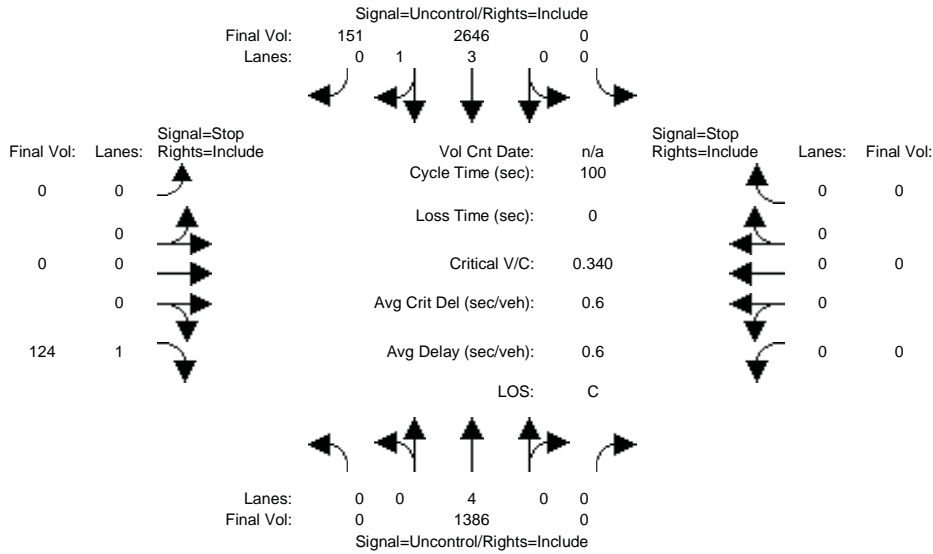 Signal=Uncontrol/Rights=Include
Final Vol: 151 2646 0
Lanes: 0 1 3 0 0
Signal=Stop Signal=Stop
Final Vol: Lanes: Rights=Include Vol Cnt Date: n/a Rights=Include Lanes: Final Vol:
Cycle Time (sec): 100
0 0 0 0
Loss Time (sec): 0
0 0
0 0 Critical V/C: 0.340 0 0
0 Avg Crit Del (sec/veh): 0.6 0
124 1 Avg Delay (sec/veh): 0.6 0 0
LOS: C
Lanes: 0 0 4 0 0
Final Vol: 0 1386 0
Signal=Uncontrol/Rights=Include